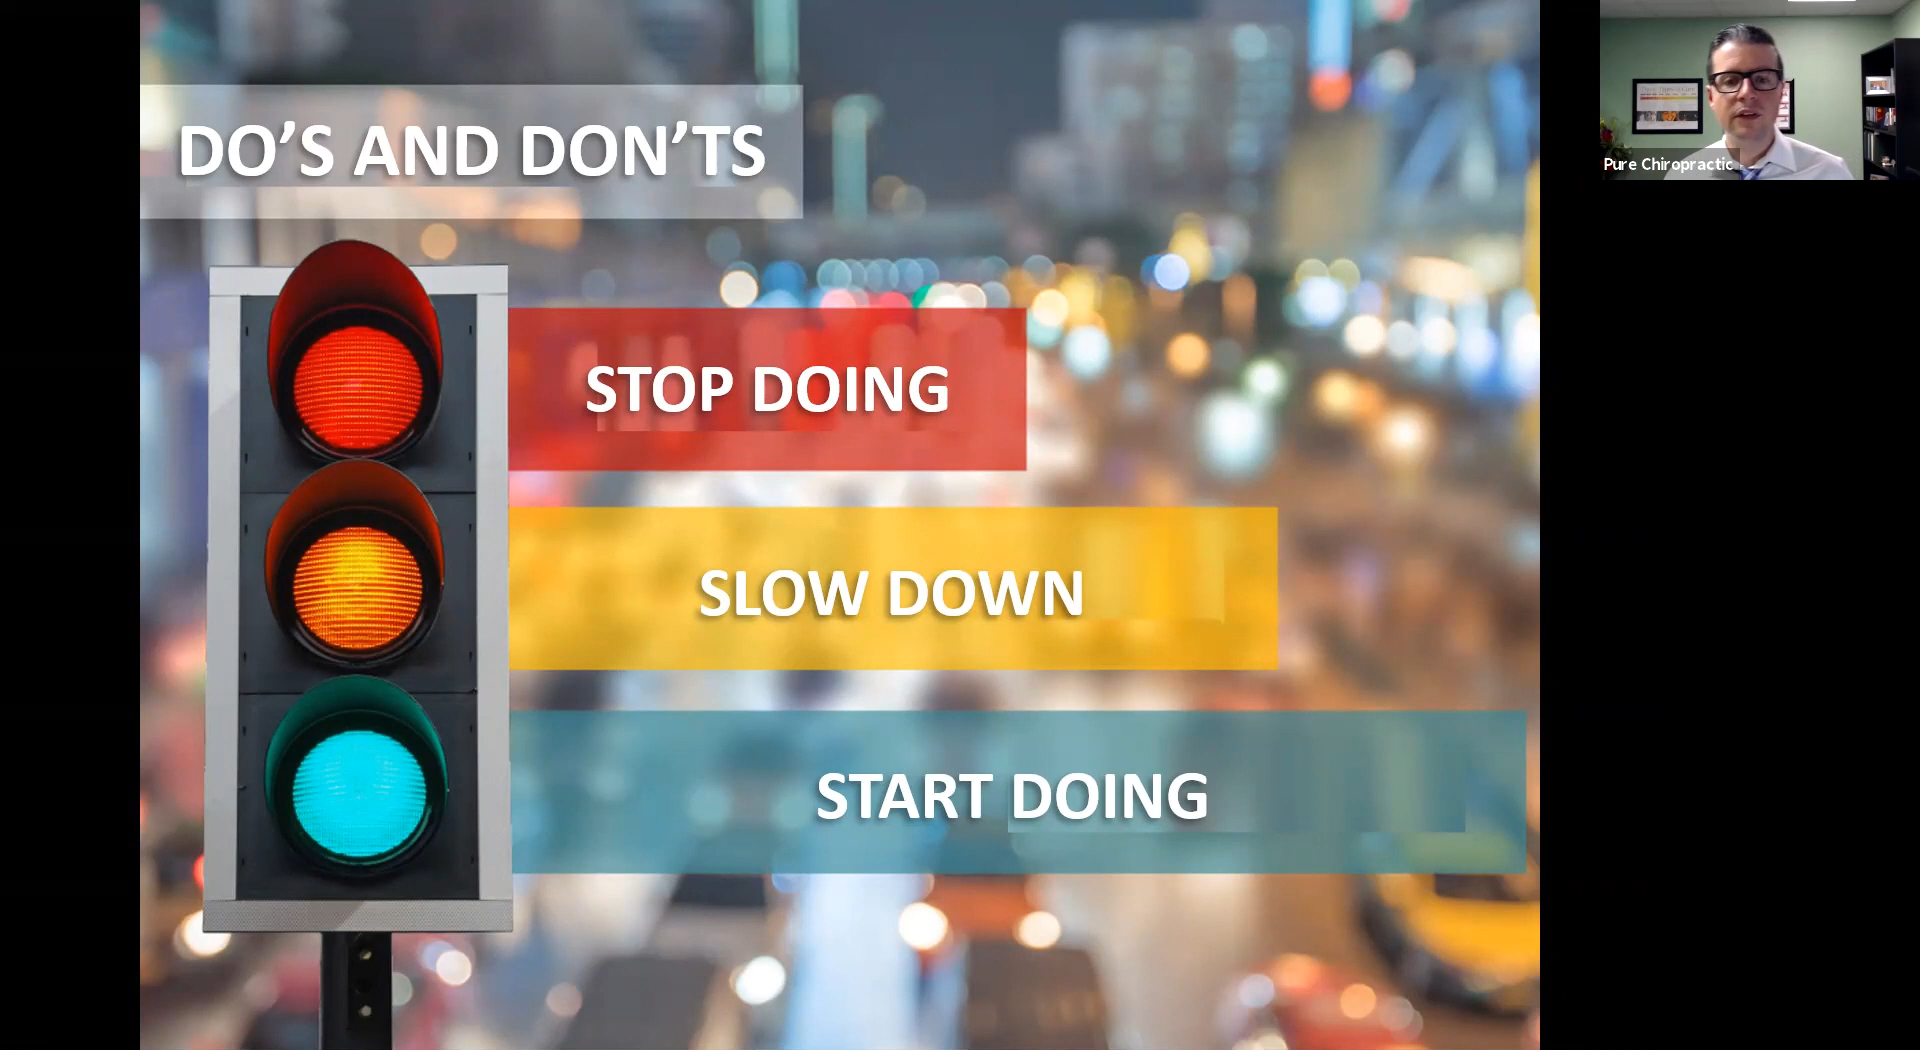 DO’S AND DON’TS
STOP DOING
SLOW DOWN
START DOING
Pure Chiropractic